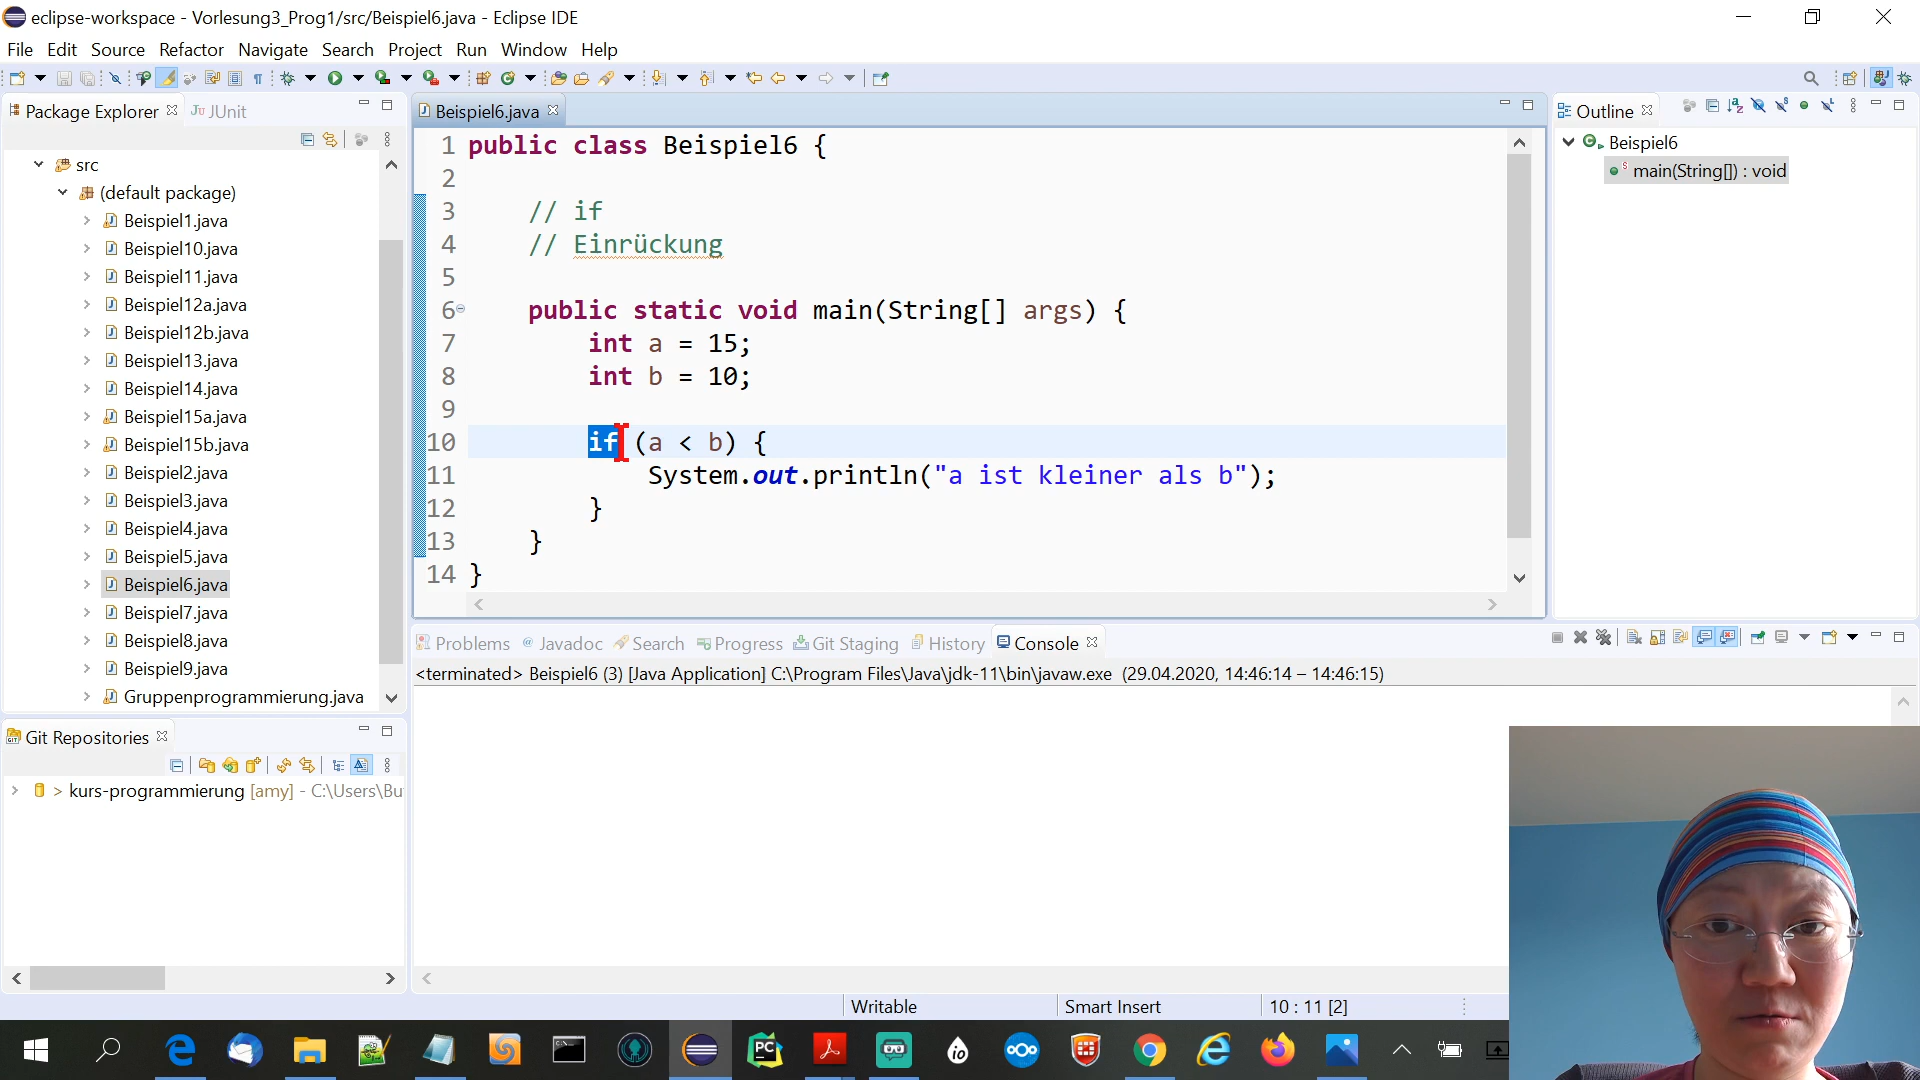 eclipse-workspace - Vorlesung3_Prog1/src/Beispiel6.java - Eclipse IDE
File Edit Source Refactor Navigate Search Project Run Window Help
Package Explorer
JUnit
src
(default package)
Beispiel1.java
Beispiel10.java
Beispiel11.java
Beispiel12a.java
Beispiel12b.java
Beispiel13.java
Beispiel14.java
Beispiel15a.java
Beispiel15b.java
Beispiel2.java
Beispiel3.java
Beispiel4.java
Beispiel5.java
Beispiel6.java
Beispiel7.java
Beispiel8.java
Beispiel9.java
Gruppenprogrammierung.java
Git Repositories
> kurs-programmierung [amy] - C:\Users\Bu
Beispiel6.java
1 public class Beispiel6 {
2
3 // if
4 // Einrückung
5
6 public static void main(String[] args) {
7 int a = 15;
8 int b = 10;
9
10 if (a < b) {
11 System.out.println("a ist kleiner als b");
12 }
13 }
14 }
Outline
Beispiel6
main(String[]) : void
Problems @ Javadoc Search Progress Git Staging History Console
<terminated> Beispiel6 (3) [Java Application] C:\Program Files\Java\jdk-11\bin\javaw.exe (29.04.2020, 14:46:14 – 14:46:15)
Writable Smart Insert 10 : 11 [2]
PC
io